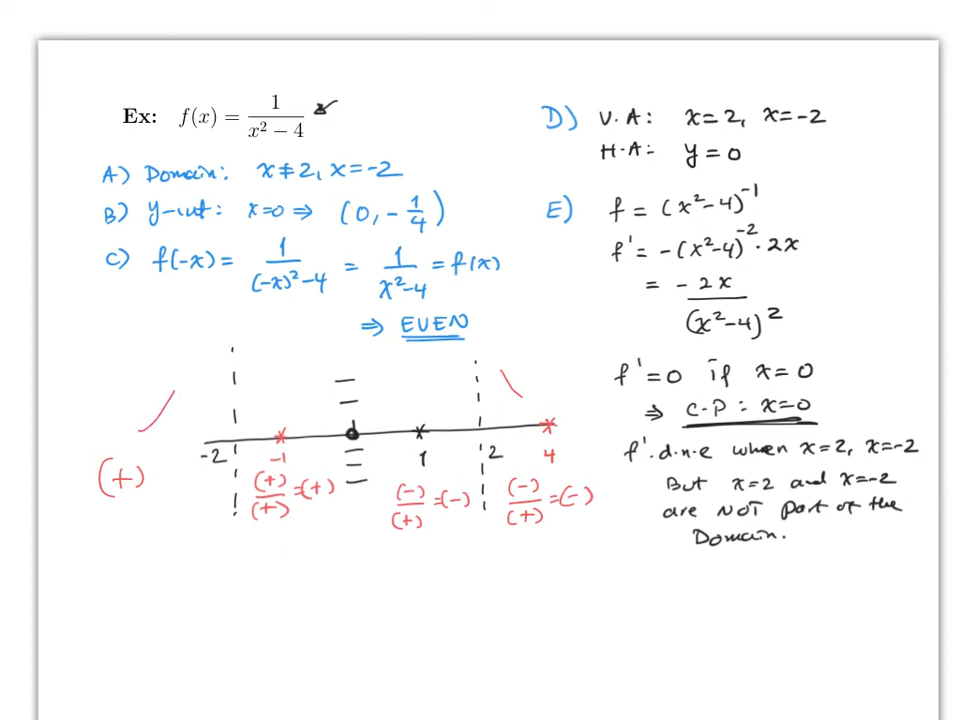 Ex: f(x) = 1/(x² − 4)
A) Domain: x ≠ 2, x = −2
B) y-int: x=0 ⇒ (0, −1/4)
C) f(−x) = 1/((−x)² − 4) = 1/(x² − 4) = f(x)
⇒ EVEN
D) V.A: x = 2, x = −2
H.A: y = 0
E) f = (x² − 4)⁻¹
f' = −(x² − 4)⁻² · 2x
= −2x/(x² − 4)²
f' = 0 if x = 0
⇒ C.P: x = 0
f' d.n.e when x = 2, x = −2
But x = 2 and x = −2
are NOT part of the
Domain.
−2 −1 1 2 4
(+) (+)/(+) = (+) (−)/(+) = (−) (−)/(+) = (−)